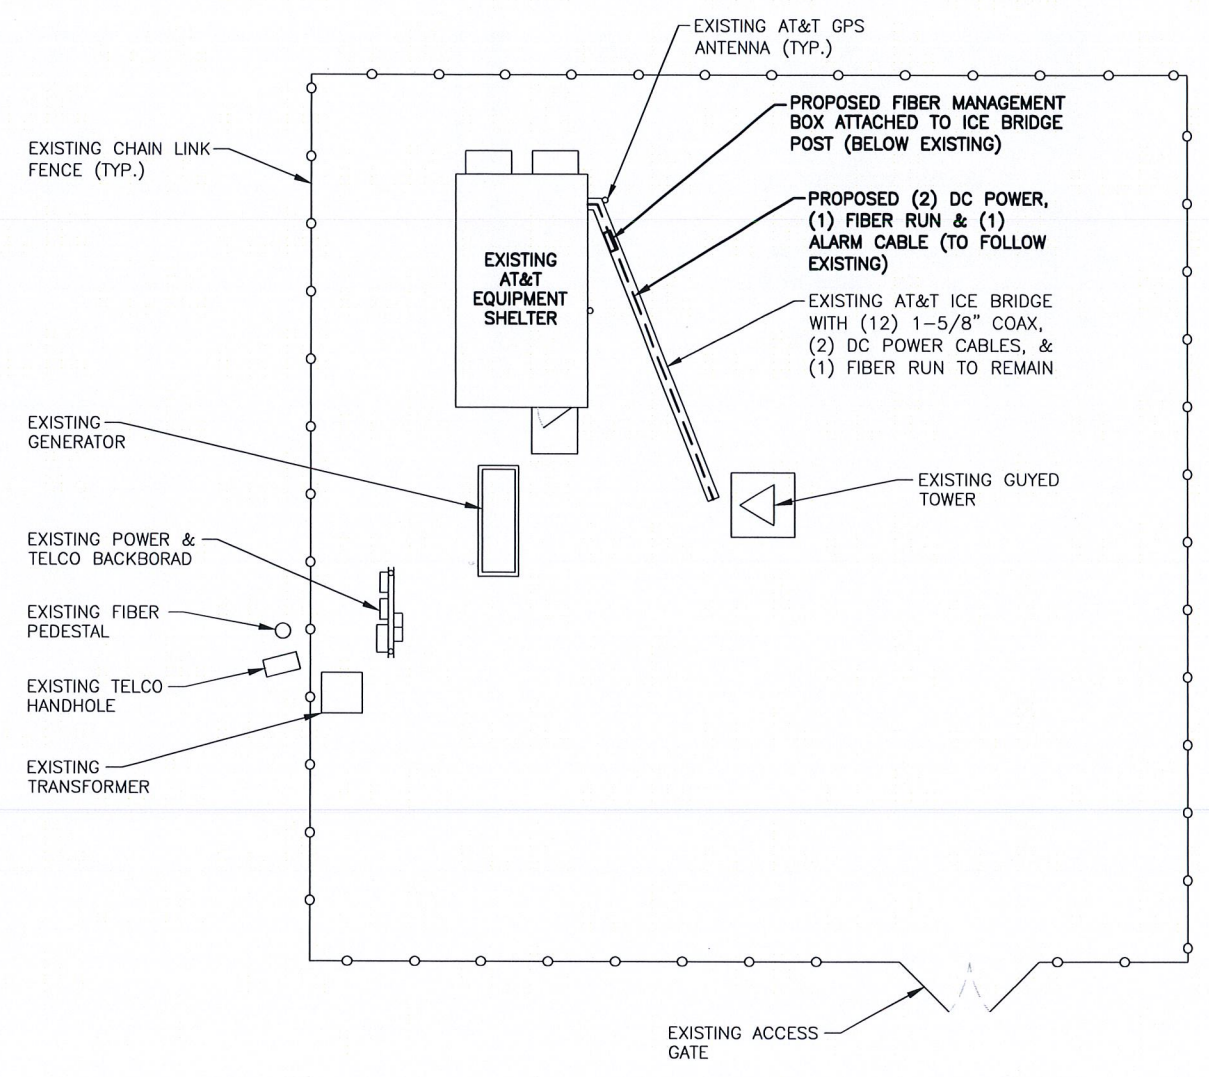 EXISTING AT&T GPS
ANTENNA (TYP.)
PROPOSED FIBER MANAGEMENT
BOX ATTACHED TO ICE BRIDGE
POST (BELOW EXISTING)
EXISTING CHAIN LINK
FENCE (TYP.)
PROPOSED (2) DC POWER,
(1) FIBER RUN & (1)
ALARM CABLE (TO FOLLOW
EXISTING)
EXISTING
AT&T
EQUIPMENT
SHELTER
EXISTING AT&T ICE BRIDGE
WITH (12) 1-5/8" COAX,
(2) DC POWER CABLES, &
(1) FIBER RUN TO REMAIN
EXISTING
GENERATOR
EXISTING GUYED
TOWER
EXISTING POWER &
TELCO BACKBORAD
EXISTING FIBER
PEDESTAL
EXISTING TELCO
HANDHOLE
EXISTING
TRANSFORMER
EXISTING ACCESS
GATE